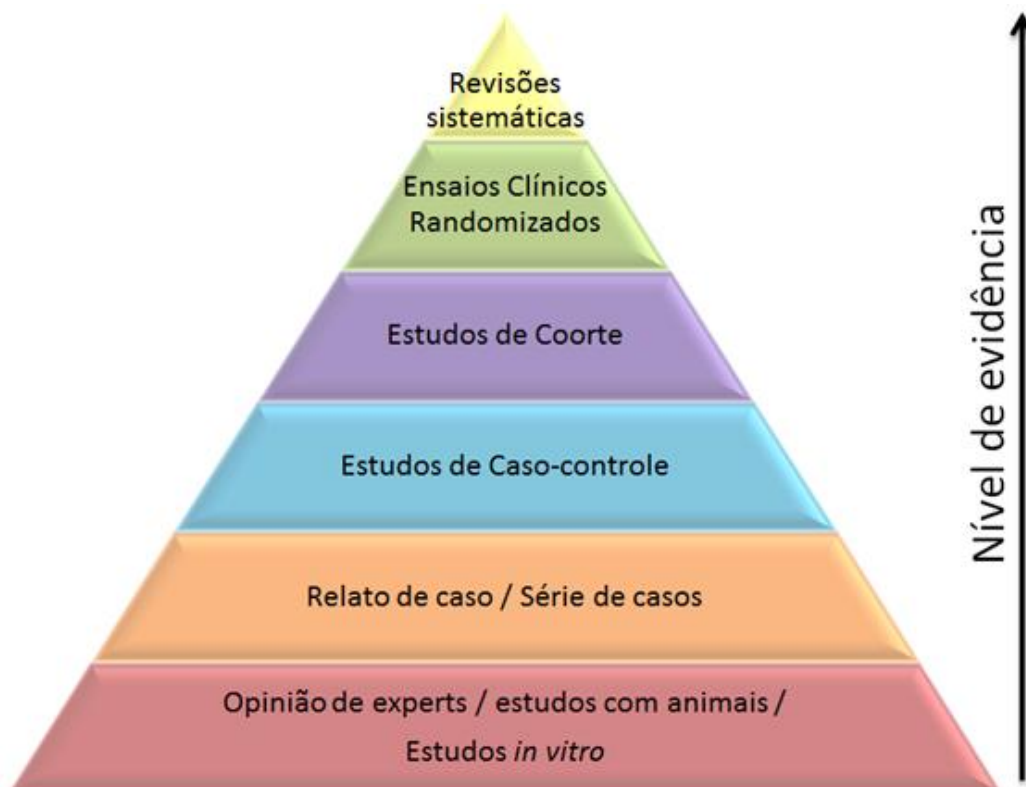 Revisões
sistemáticas
Ensaios Clínicos
Randomizados
Estudos de Coorte
Estudos de Caso-controle
Relato de caso / Série de casos
Opinião de experts / estudos com animais /
Estudos in vitro
Nível de evidência